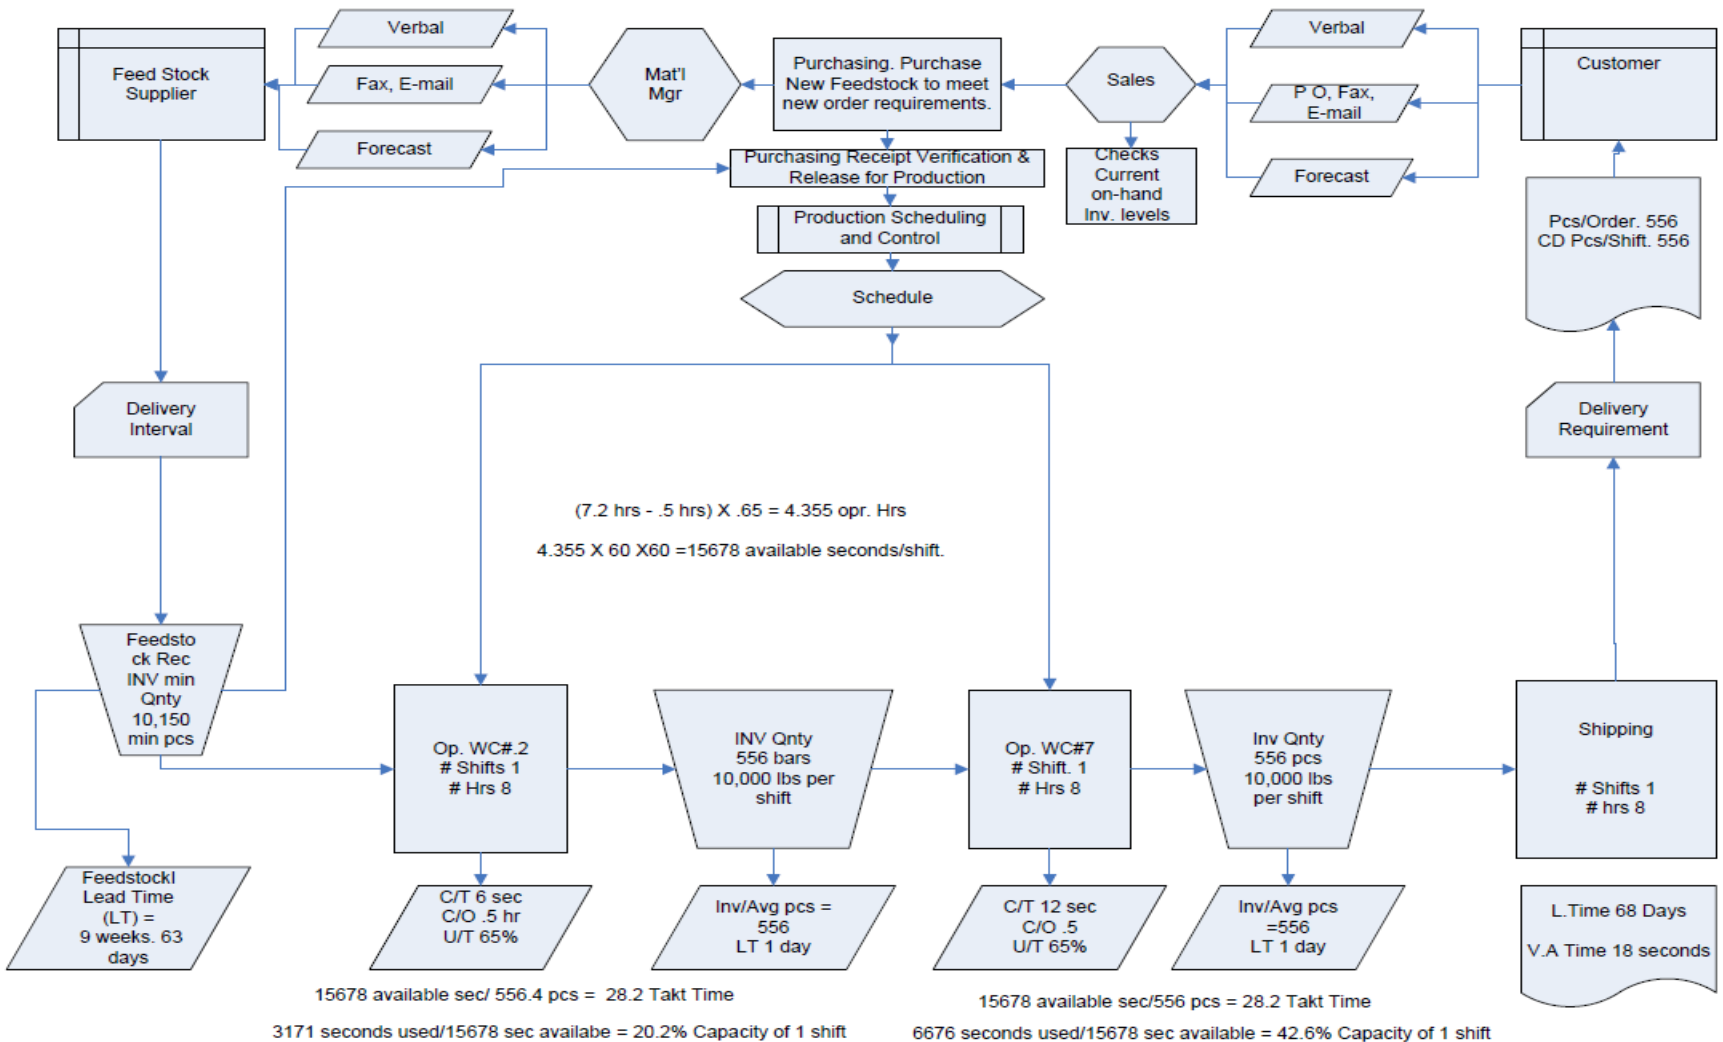 Verbal
Verbal
Feed Stock
Supplier
Fax, E-mail
Mat'l
Mgr
Purchasing. Purchase
New Feedstock to meet
new order requirements.
Sales
P O, Fax,
E-mail
Customer
Forecast
Purchasing Receipt Verification &
Release for Production
Checks
Current
on-hand
Inv. levels
Forecast
Production Scheduling
and Control
Pcs/Order. 556
CD Pcs/Shift. 556
Schedule
Delivery
Interval
Delivery
Requirement
(7.2 hrs - .5 hrs) X .65 = 4.355 opr. Hrs
4.355 X 60 X60 =15678 available seconds/shift.
Feedsto
ck Rec
INV min
Qnty
10,150
min pcs
Op. WC#.2
# Shifts 1
# Hrs 8
INV Qnty
556 bars
10,000 lbs per
shift
Op. WC#7
# Shift. 1
# Hrs 8
Inv Qnty
556 pcs
10,000 lbs
per shift
Shipping
# Shifts 1
# hrs 8
Feedstockl
Lead Time
(LT) =
9 weeks. 63
days
C/T 6 sec
C/O .5 hr
U/T 65%
Inv/Avg pcs =
556
LT 1 day
C/T 12 sec
C/O .5
U/T 65%
Inv/Avg pcs
=556
LT 1 day
L.Time 68 Days
V.A Time 18 seconds
15678 available sec/ 556.4 pcs = 28.2 Takt Time
15678 available sec/556 pcs = 28.2 Takt Time
3171 seconds used/15678 sec availabe = 20.2% Capacity of 1 shift
6676 seconds used/15678 sec available = 42.6% Capacity of 1 shift